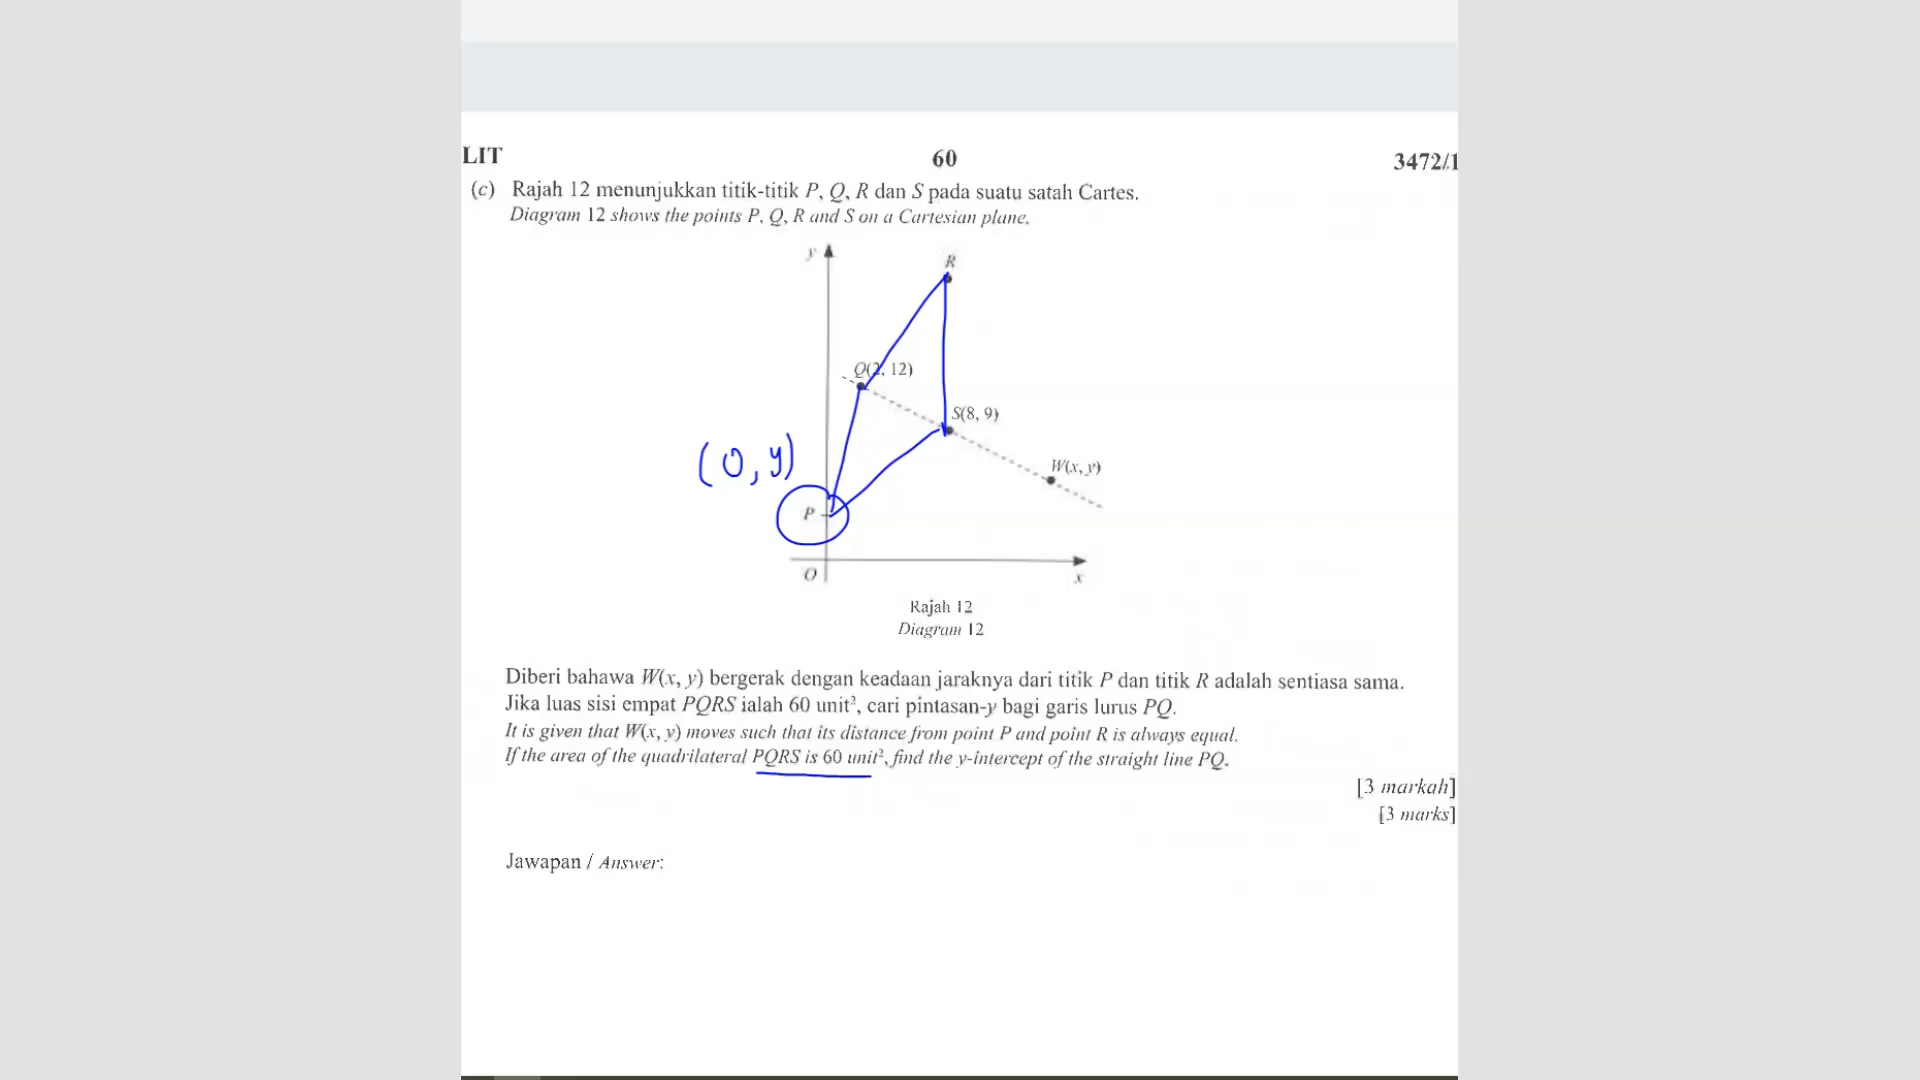 LIT 60 3472/1
(c) Rajah 12 menunjukkan titik-titik P, Q, R dan S pada suatu satah Cartes.
Diagram 12 shows the points P, Q, R and S on a Cartesian plane.
y
R
Q(2, 12)
S(8, 9)
(0, y)
W(x, y)
P
O
x
Rajah 12
Diagram 12
Diberi bahawa W(x, y) bergerak dengan keadaan jaraknya dari titik P dan titik R adalah sentiasa sama.
Jika luas sisi empat PQRS ialah 60 unit², cari pintasan-y bagi garis lurus PQ.
It is given that W(x, y) moves such that its distance from point P and point R is always equal.
If the area of the quadrilateral PQRS is 60 unit², find the y-intercept of the straight line PQ.
[3 markah]
[3 marks]
Jawapan / Answer: